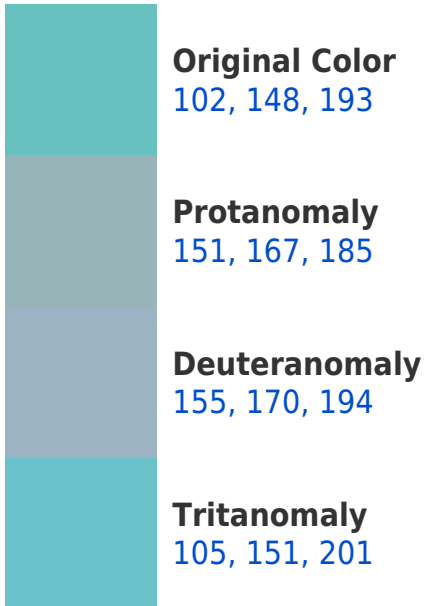 Original Color
102, 148, 193
Protanomaly
151, 167, 185
Deuteranomaly
155, 170, 194
Tritanomaly
105, 151, 201